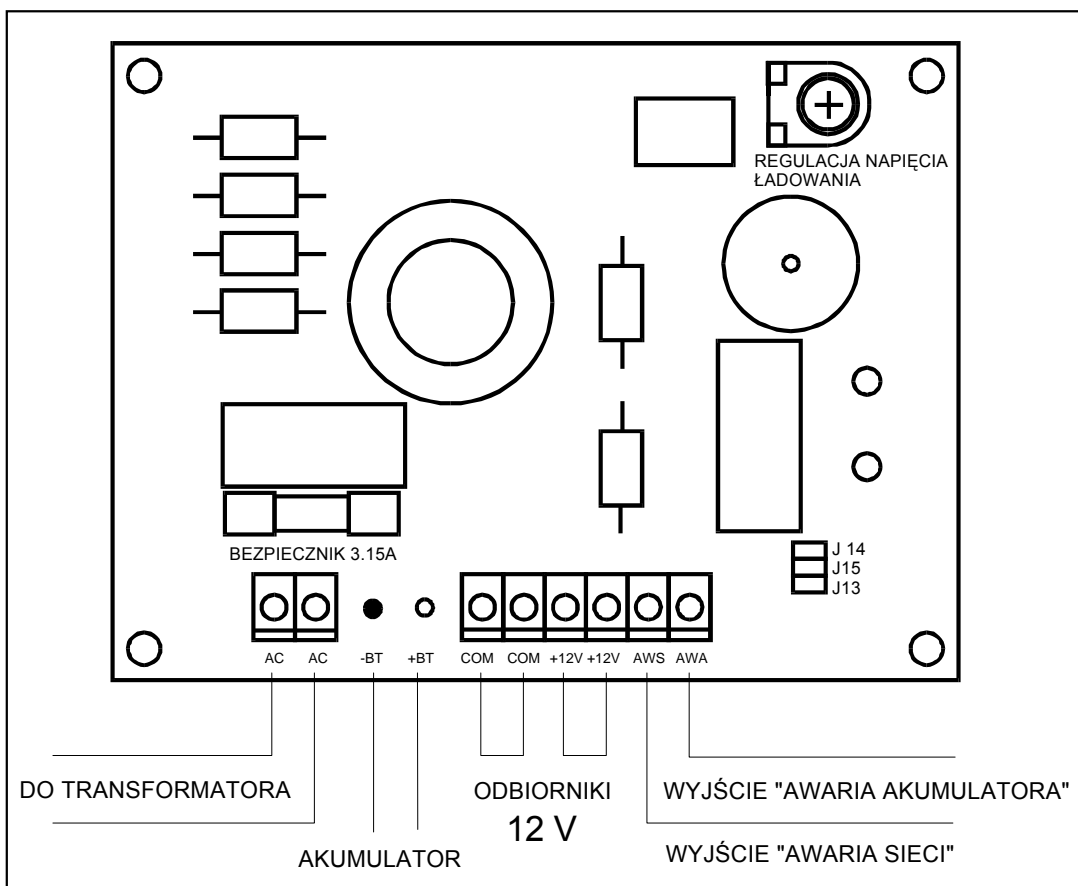 REGULACJA NAPIĘCIA
ŁADOWANIA
BEZPIECZNIK 3.15A
J 14
J15
J13
AC AC -BT +BT COM COM +12V +12V AWS AWA
DO TRANSFORMATORA
AKUMULATOR
ODBIORNIKI
12 V
WYJŚCIE "AWARIA AKUMULATORA"
WYJŚCIE "AWARIA SIECI"